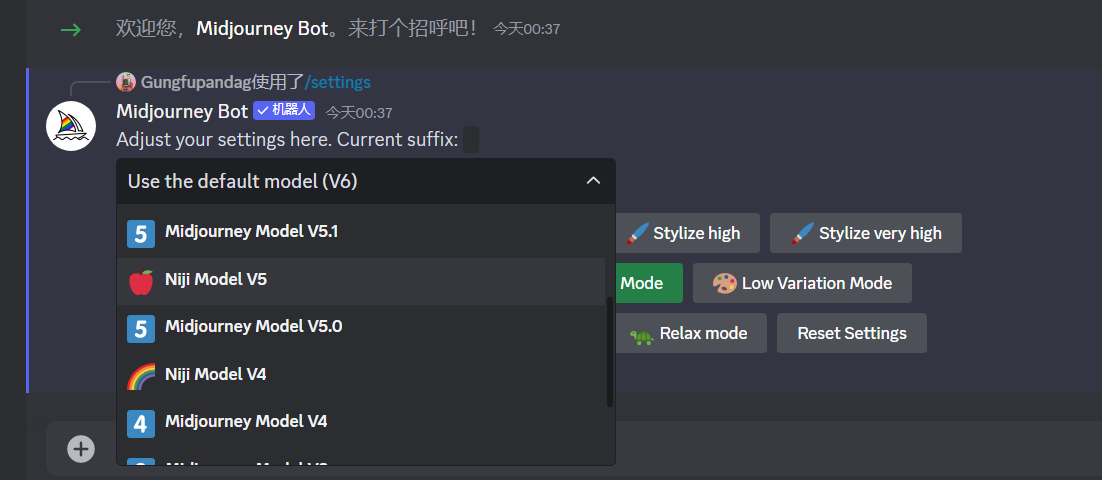 欢迎您，Midjourney Bot。来打个招呼吧！ 今天00:37
Gungfupandag使用了/settings
Midjourney Bot 机器人 今天00:37
Adjust your settings here. Current suffix:
Use the default model (V6)
5 Midjourney Model V5.1
Stylize high
Stylize very high
Niji Model V5
Mode
Low Variation Mode
5 Midjourney Model V5.0
Relax mode
Reset Settings
Niji Model V4
4 Midjourney Model V4